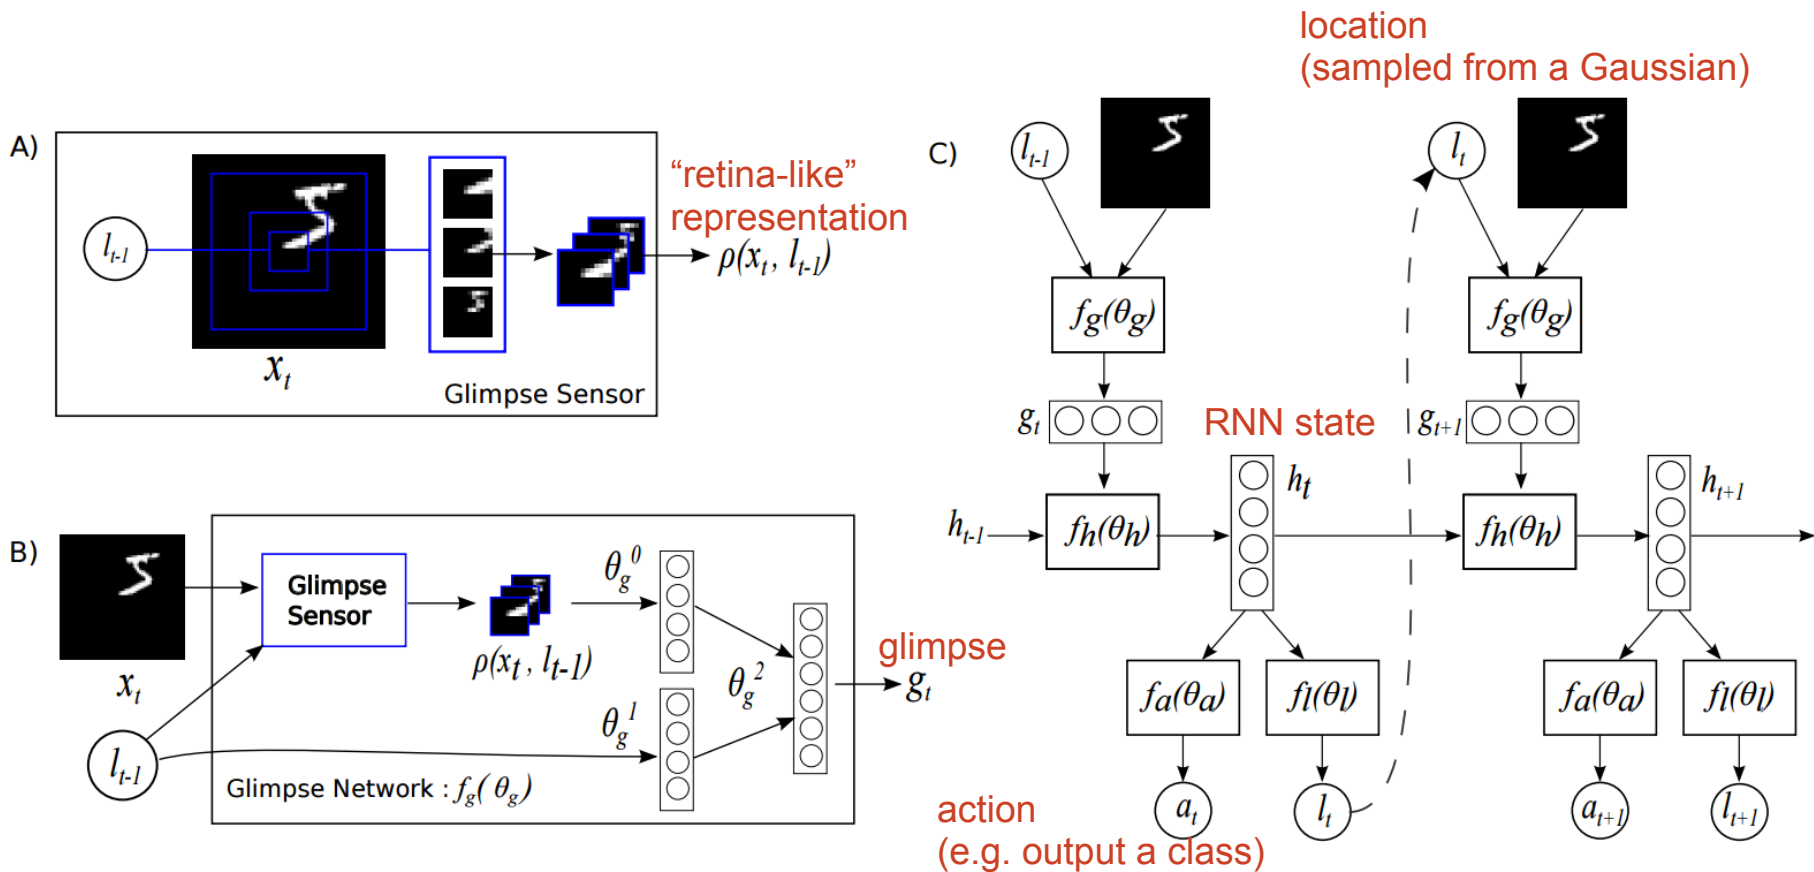 A)
l_{t-1}
x_t
Glimpse Sensor
“retina-like”
representation
ρ(x_t, l_{t-1})
B)
x_t
l_{t-1}
Glimpse
Sensor
ρ(x_t, l_{t-1})
θ_g^0
θ_g^1
θ_g^2
glimpse
g_t
Glimpse Network : f_g( θ_g)
C)
location
(sampled from a Gaussian)
l_{t-1}
l_t
f_g(θ_g)
f_g(θ_g)
g_t
g_{t+1}
RNN state
h_{t-1}
f_h(θ_h)
h_t
f_h(θ_h)
h_{t+1}
f_a(θ_a)
f_l(θ_l)
f_a(θ_a)
f_l(θ_l)
a_t
l_t
a_{t+1}
l_{t+1}
action
(e.g. output a class)